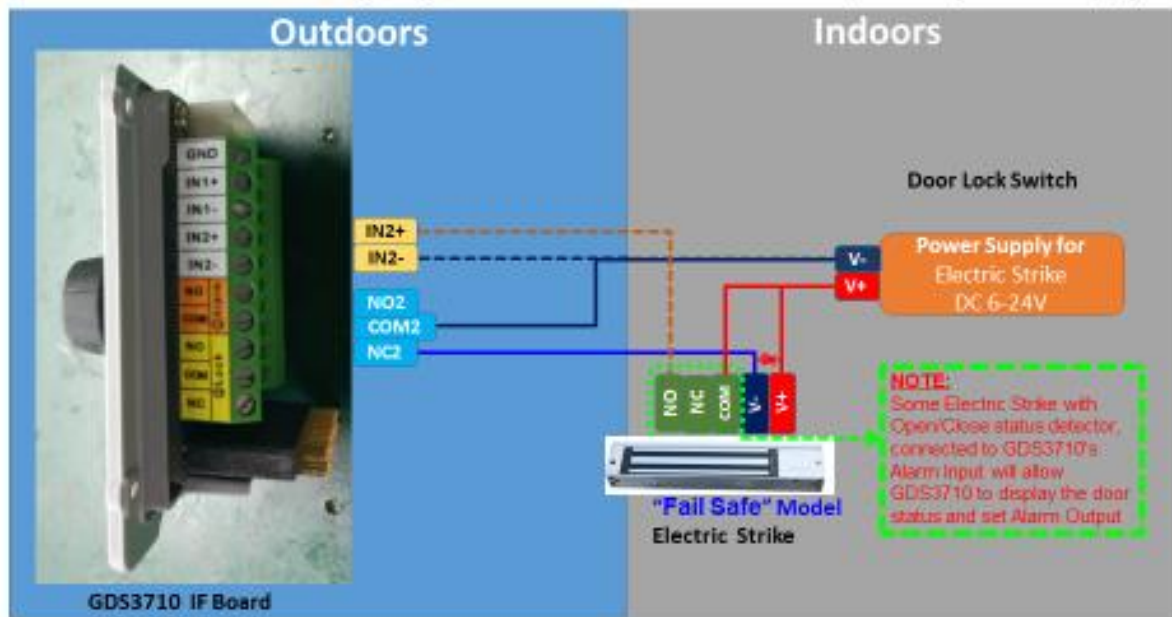 Outdoors
Indoors
GND
IN1+
IN1-
IN2+
IN2-
NO
COM
NO
COM
NC
IN2+
IN2-
NO2
COM2
NC2
Door Lock Switch
V-
V+
Power Supply for
Electric Strike
DC 6-24V
NO
NC
COM
V-
V+
NOTE:
Some Electric Strike with
Open/Close status detector,
connected to GDS3710's
Alarm Input will allow
GDS3710 to display the door
status and set Alarm Output
"Fail Safe" Model
Electric Strike
GDS3710 IF Board